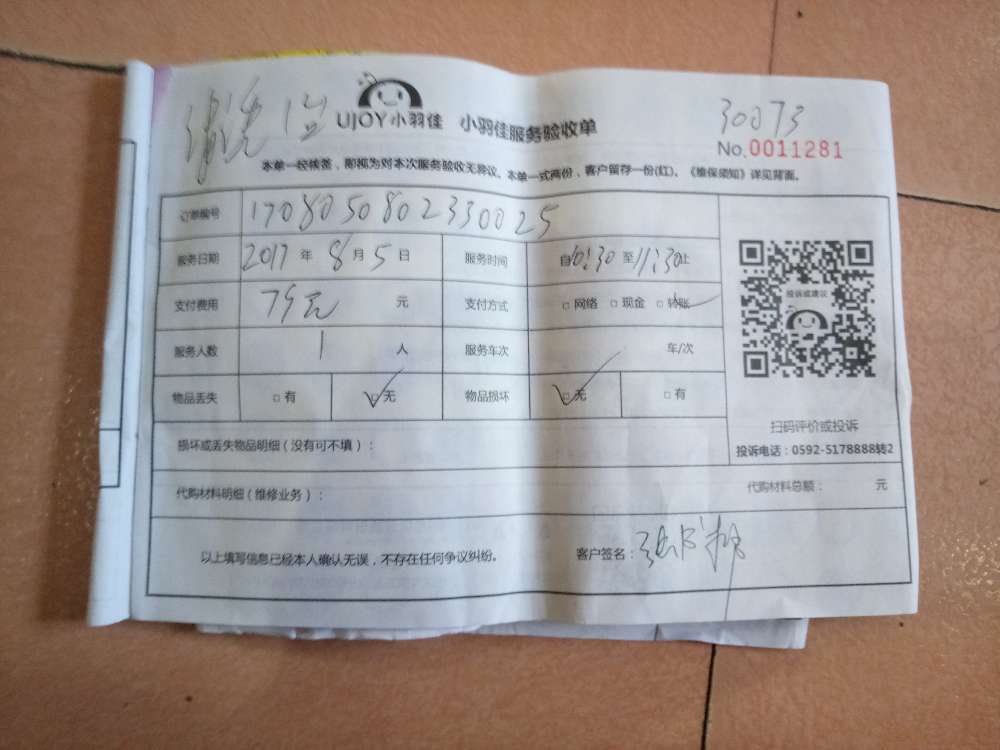 30073
UJOY小羽佳 小羽佳服务验收单
No.0011281
本单一经核签，即视为对本次服务验收无异议。本单一式两份，客户留存一份(红)。《维保须知》详见背面。
订单编号 17080508023300 25
服务日期 2017 年 8 月 5 日 服务时间 自 :30 至 11:30 止
支付费用 79元 元 支付方式 □ 网络 □ 现金 □ 转账
服务人数 1 人 服务车次 车/次
物品丢失 □ 有 □ 无 物品损坏 □ 无 □ 有
投诉或建议
扫码评价或投诉
投诉电话：0592-5178888转2
损坏或丢失物品明细（没有可不填）：
代购材料明细（维修业务）： 代购材料总额： 元
以上填写信息已经本人确认无误，不存在任何争议纠纷。 客户签名：